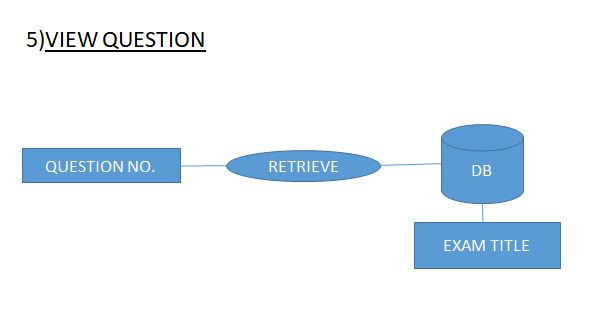 5)VIEW QUESTION
QUESTION NO.
RETRIEVE
DB
EXAM TITLE